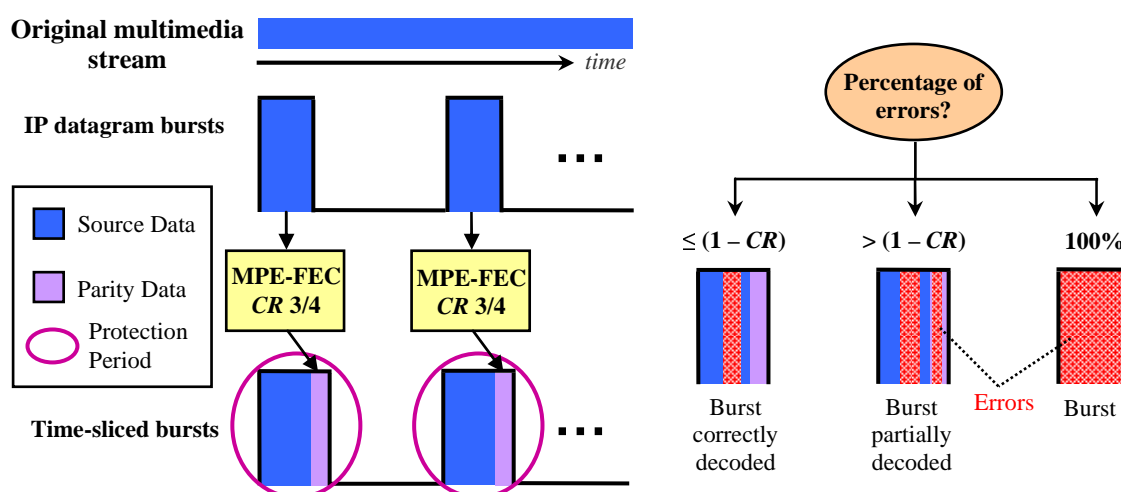 Original multimedia
stream
time
IP datagram bursts
...
Source Data
Parity Data
Protection
Period
MPE-FEC
CR 3/4
MPE-FEC
CR 3/4
Time-sliced bursts
...
Percentage of
errors?
≤ (1 – CR)
> (1 – CR)
100%
Burst
correctly
decoded
Burst
partially
decoded
Errors
Burst